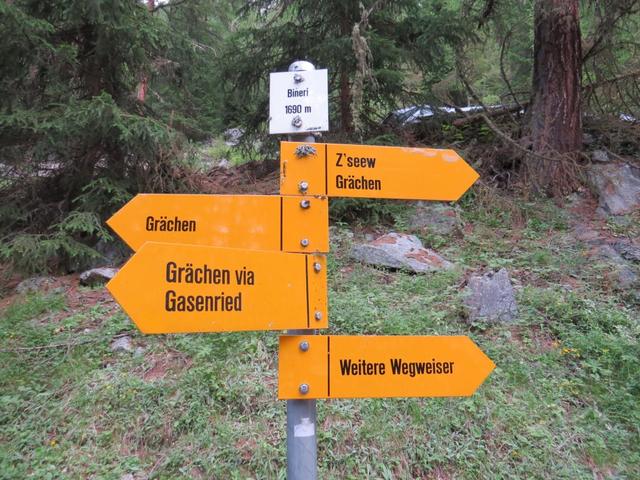 Bineri
1690 m
Z'seew
Grächen
Grächen
Grächen via
Gasenried
Weitere Wegweiser